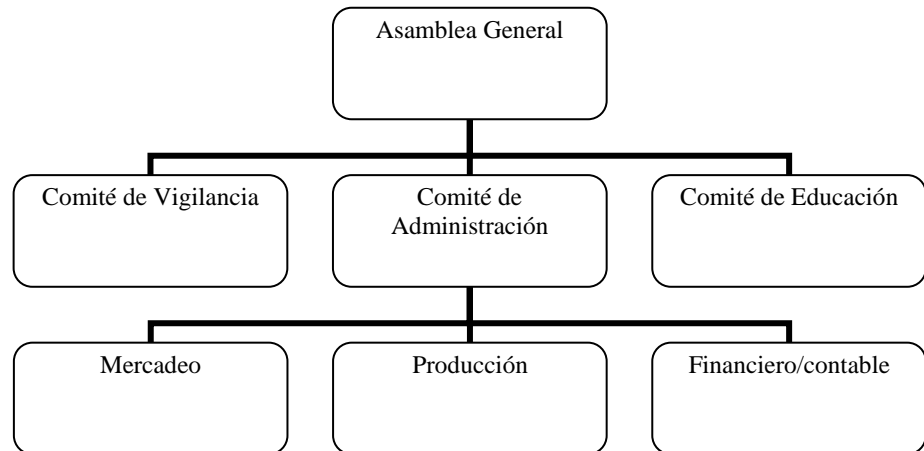 Asamblea General
Comité de Vigilancia
Comité de
Administración
Comité de Educación
Mercadeo
Producción
Financiero/contable